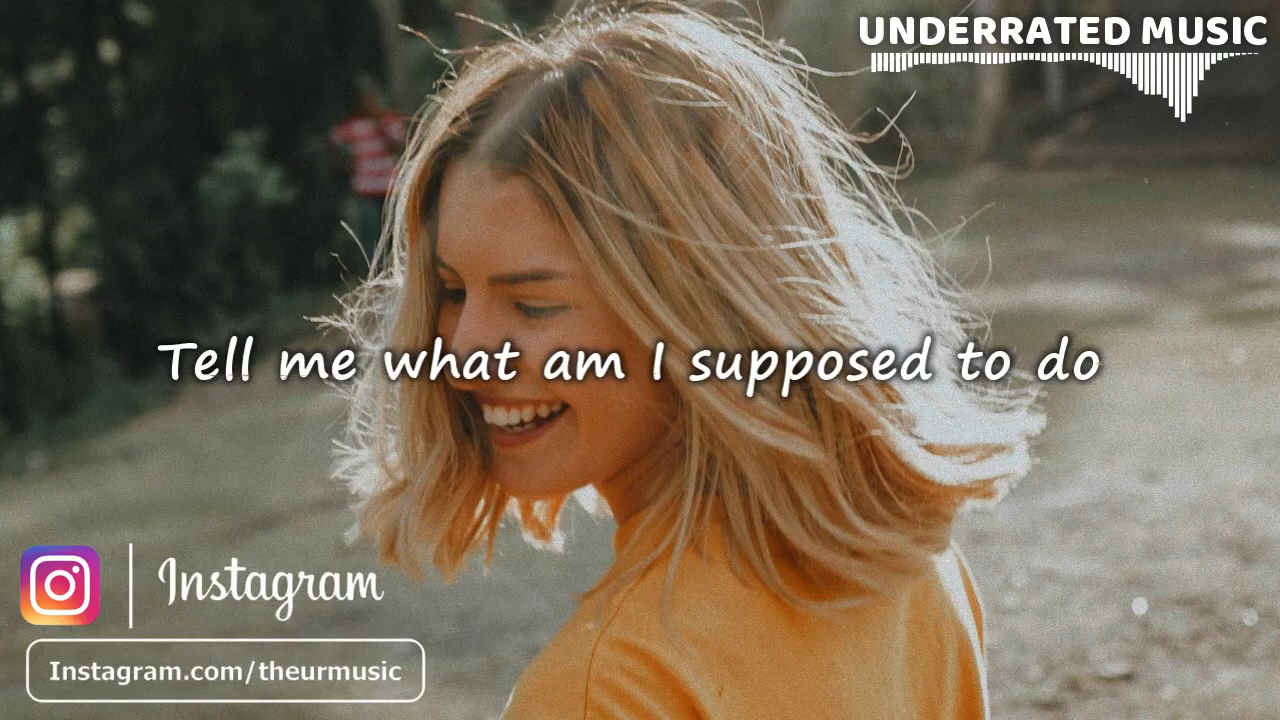 UNDERRATED MUSIC
Tell me what am I supposed to do
Instagram
Instagram.com/theurmusic